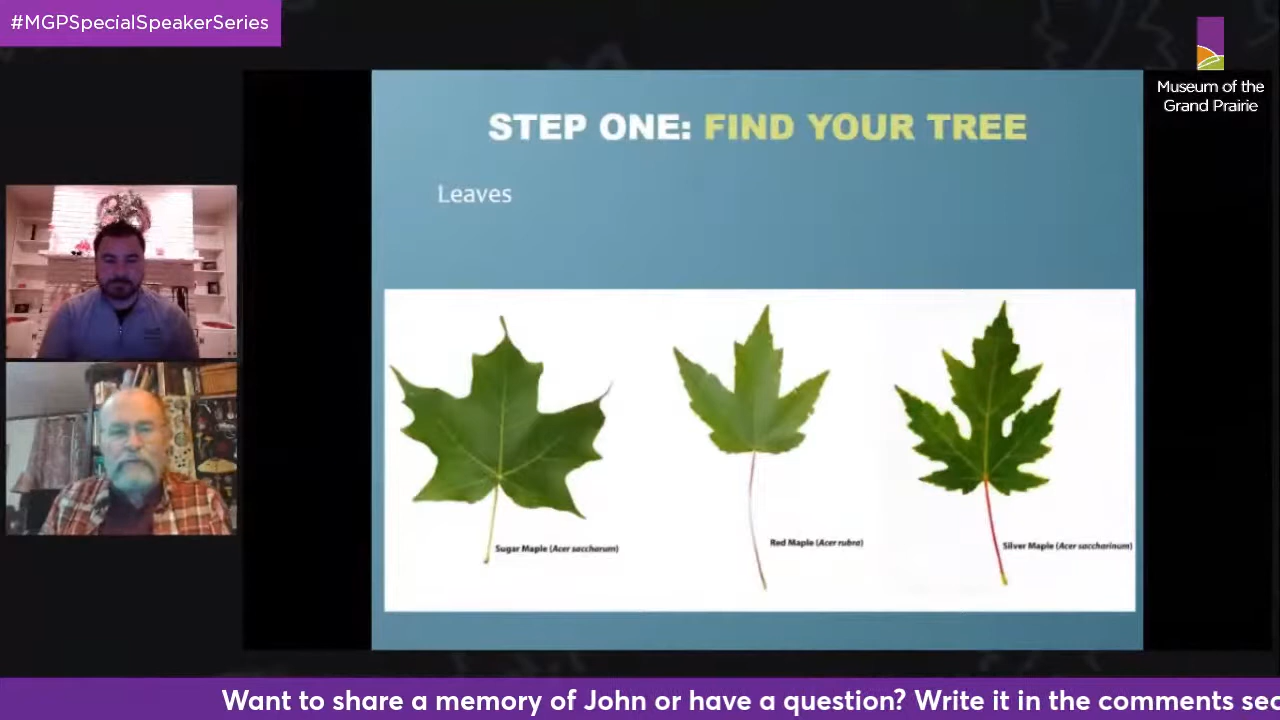 #MGPSpecialSpeakerSeries
Museum of the
Grand Prairie
STEP ONE: FIND YOUR TREE
Leaves
Sugar Maple (Acer saccharum)
Red Maple (Acer rubra)
Silver Maple (Acer saccharinum)
Want to share a memory of John or have a question? Write it in the comments sec